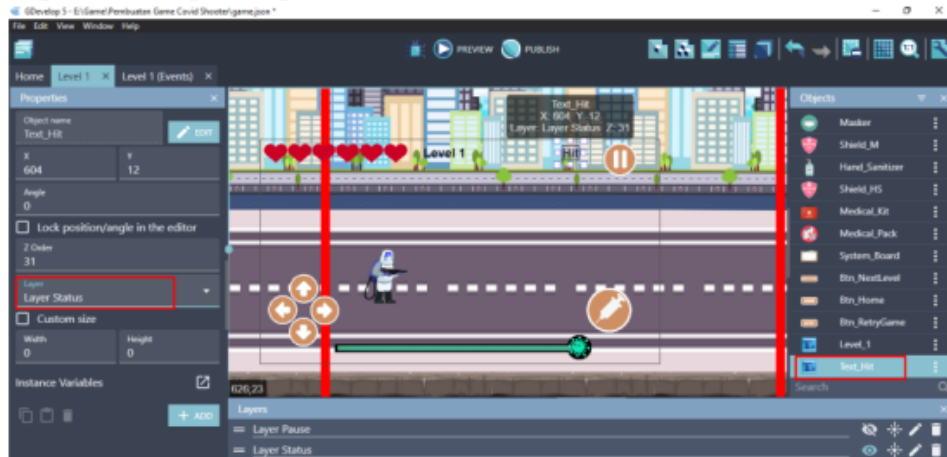 GDevelop 5 - E:\Game\Pembuatan Game Covid Shooter\game.json *
File Edit View Window Help
PREVIEW PUBLISH
Home Level 1 × Level 1 (Events) ×
Properties
Object name
Text_Hit
EDIT
X Y
604 12
Angle
0
Lock position/angle in the editor
Z Order
31
Layer
Layer Status
Custom size
Width Height
0 0
Instance Variables
+ ADD
Text_Hit
X: 604 Y: 12
Layer: Layer Status Z: 31
Level 1
Hit
626;23
Layers
Layer Pause
Layer Status
Objects
Masker
Shield_M
Hand_Sanitizer
Shield_HS
Medical_Kit
Medical_Pack
System_Board
Btn_NextLevel
Btn_Home
Btn_RetryGame
Level_1
Text_Hit
Search